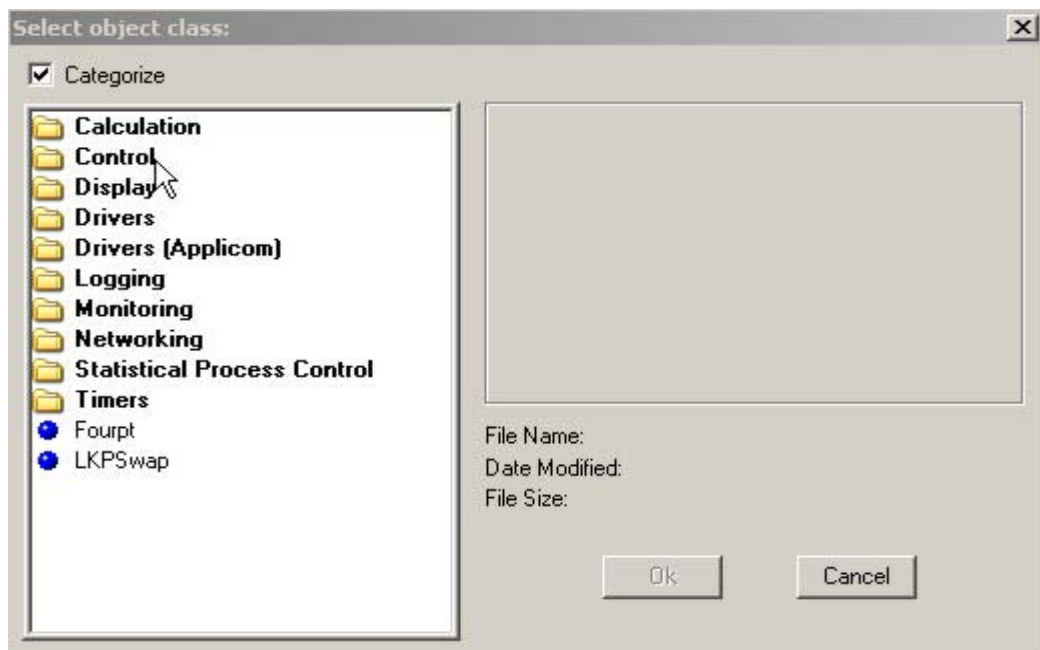 Select object class:
Categorize
Calculation
Control
Display
Drivers
Drivers (Applicom)
Logging
Monitoring
Networking
Statistical Process Control
Timers
Fourpt
LKPSwap
File Name:
Date Modified:
File Size:
Ok
Cancel